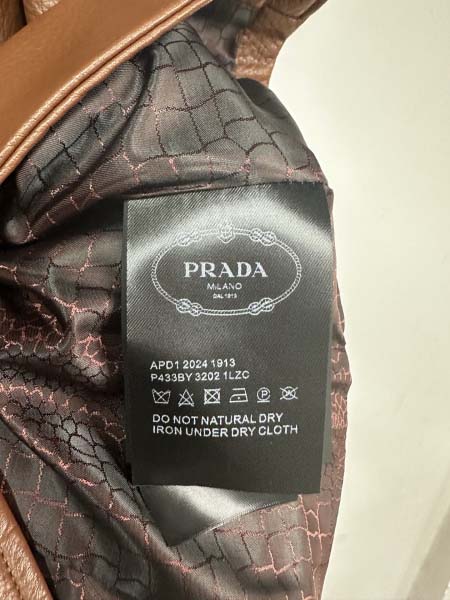 PRADA
MILANO
DAL 1913
APD1 2024 1913
P433BY 3202 1LZC
DO NOT NATURAL DRY
IRON UNDER DRY CLOTH